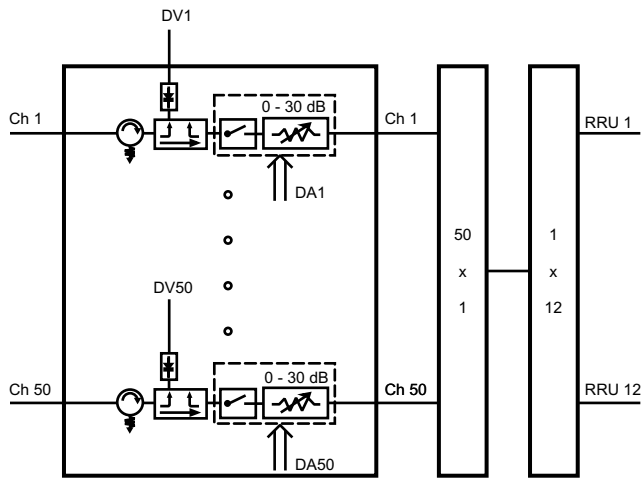 DV1
0 - 30 dB
Ch 1
Ch 1
RRU 1
DA1
50
x
1
1
x
12
DV50
0 - 30 dB
Ch 50
Ch 50
RRU 12
DA50